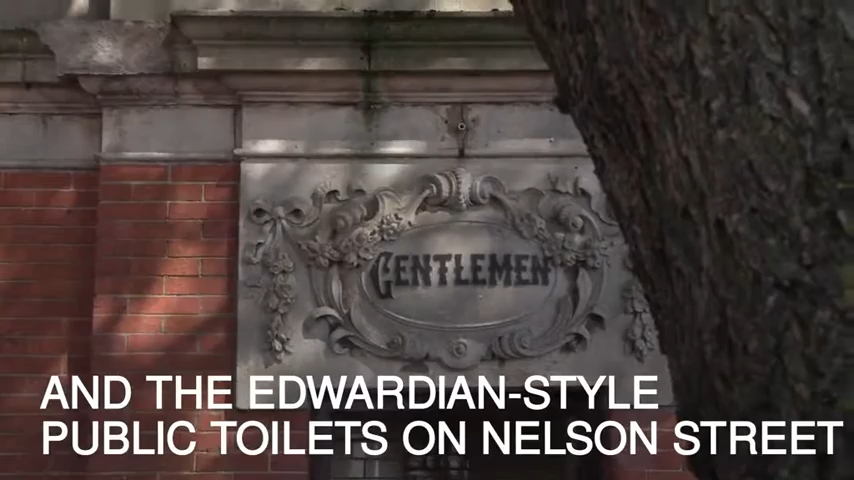 GENTLEMEN
AND THE EDWARDIAN-STYLE
PUBLIC TOILETS ON NELSON STREET